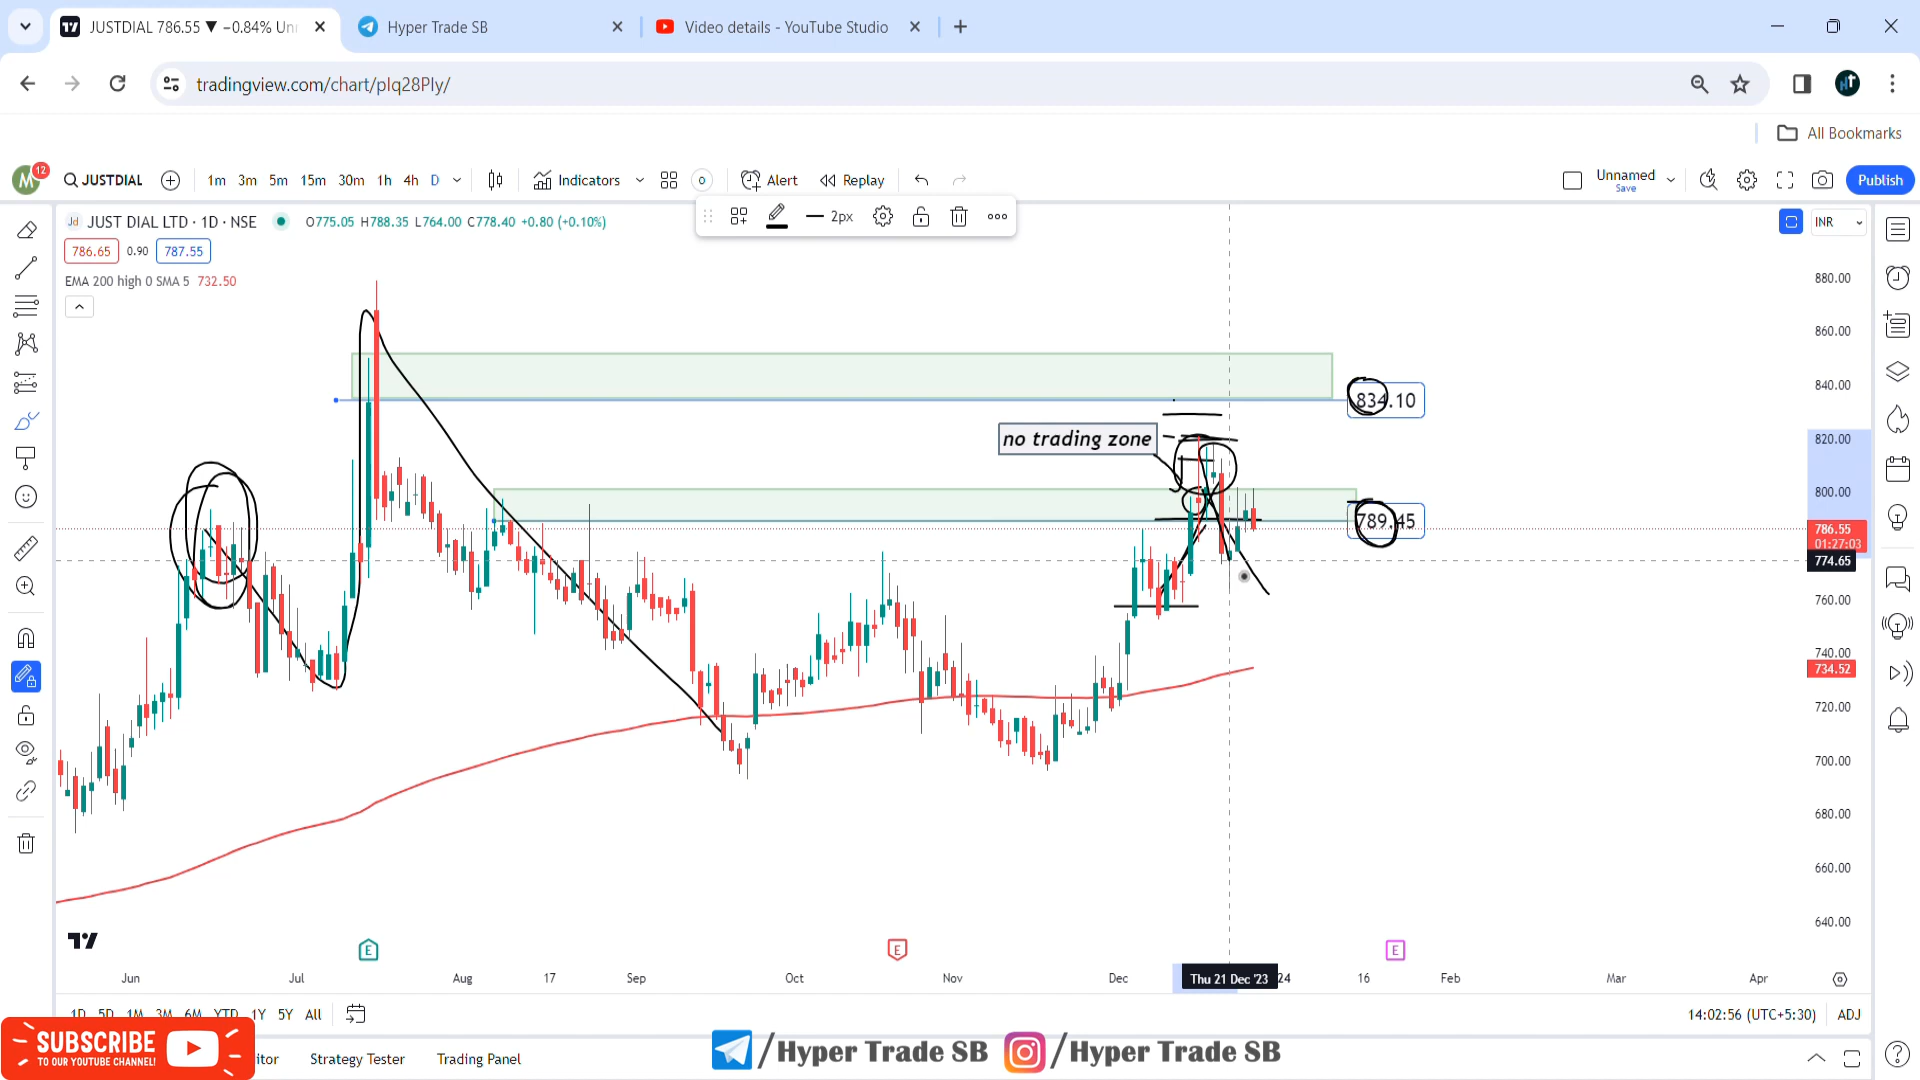 JUSTDIAL 786.55 ▼ −0.84% Un
Hyper Trade SB
Video details - YouTube Studio
tradingview.com/chart/pIq28PIy/
All Bookmarks
M 12
JUSTDIAL
1m 3m 5m 15m 30m 1h 4h D
Indicators
Alert
Replay
Unnamed
Save
Publish
2px
JUST DIAL LTD · 1D · NSE
O775.05 H788.35 L764.00 C778.40 +0.80 (+0.10%)
INR
786.65 0.90 787.55
EMA 200 high 0 SMA 5 732.50
880.00
860.00
834.10
840.00
no trading zone
820.00
800.00
789.45
786.55
01:27:03
774.65
760.00
740.00
734.52
720.00
700.00
680.00
660.00
640.00
E E E
Jun Jul Aug 17 Sep Oct Nov Dec Thu 21 Dec '23 24 16 Feb Mar Apr
1D 5D 1M 3M 6M YTD 1Y 5Y All
14:02:56 (UTC+5:30) ADJ
SUBSCRIBE
TO OUR YOUTUBE CHANNEL!
itor
Strategy Tester
Trading Panel
/Hyper Trade SB
/Hyper Trade SB